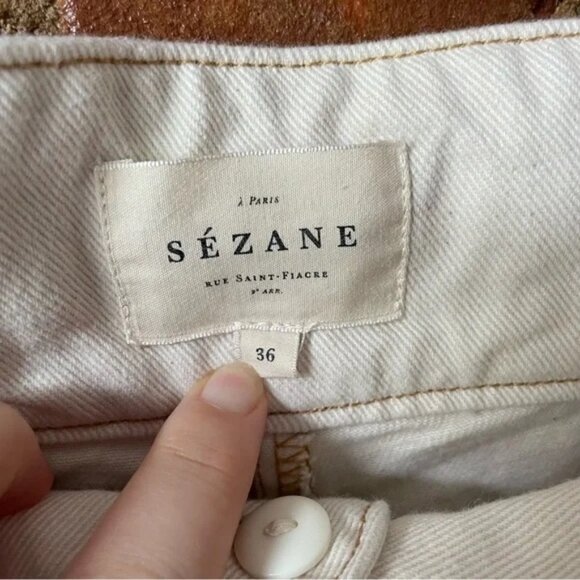 À PARIS
SÉZANE
RUE SAINT-FIACRE
2ᵉ ARR.
36